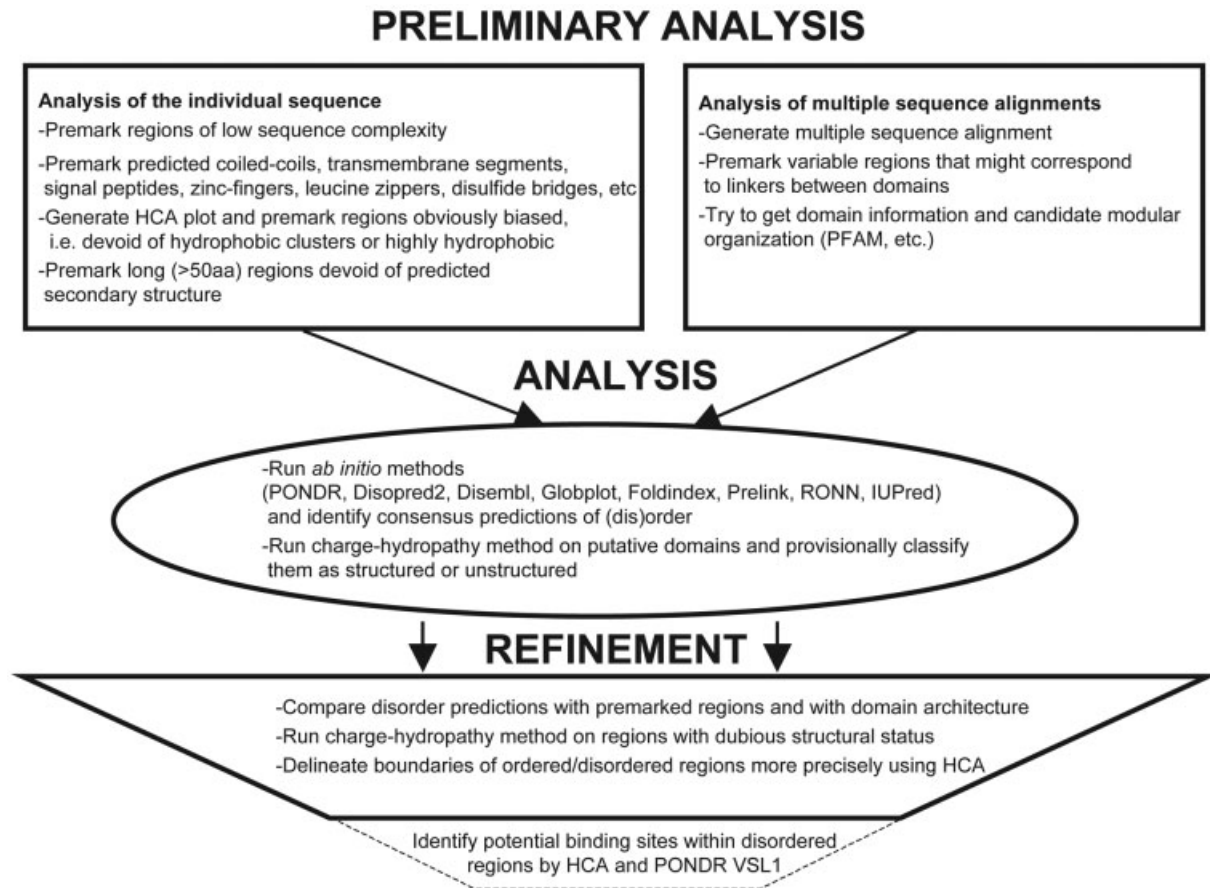 PRELIMINARY ANALYSIS
Analysis of the individual sequence
-Premark regions of low sequence complexity
-Premark predicted coiled-coils, transmembrane segments,
signal peptides, zinc-fingers, leucine zippers, disulfide bridges, etc
-Generate HCA plot and premark regions obviously biased,
i.e. devoid of hydrophobic clusters or highly hydrophobic
-Premark long (>50aa) regions devoid of predicted
secondary structure
Analysis of multiple sequence alignments
-Generate multiple sequence alignment
-Premark variable regions that might correspond
to linkers between domains
-Try to get domain information and candidate modular
organization (PFAM, etc.)
ANALYSIS
-Run ab initio methods
(PONDR, Disopred2, Disembl, Globplot, Foldindex, Prelink, RONN, IUPred)
and identify consensus predictions of (dis)order
-Run charge-hydropathy method on putative domains and provisionally classify
them as structured or unstructured
REFINEMENT
-Compare disorder predictions with premarked regions and with domain architecture
-Run charge-hydropathy method on regions with dubious structural status
-Delineate boundaries of ordered/disordered regions more precisely using HCA
Identify potential binding sites within disordered
regions by HCA and PONDR VSL1